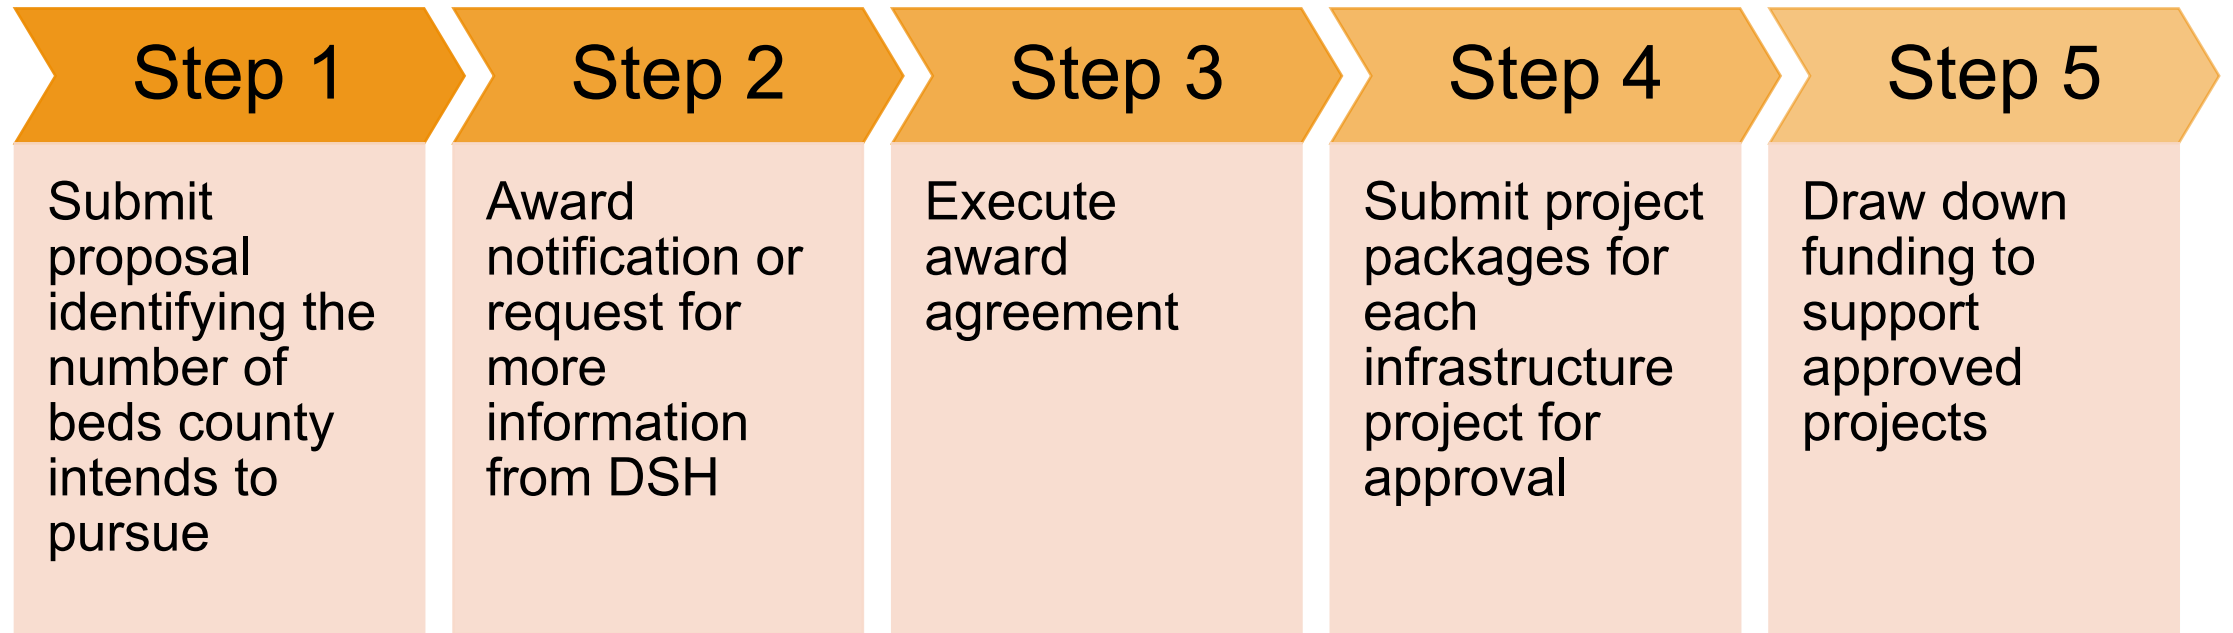 Step 1
Submit
proposal
identifying the
number of
beds county
intends to
pursue
Step 2
Award
notification or
request for
more
information
from DSH
Step 3
Execute
award
agreement
Step 4
Submit project
packages for
each
infrastructure
project for
approval
Step 5
Draw down
funding to
support
approved
projects